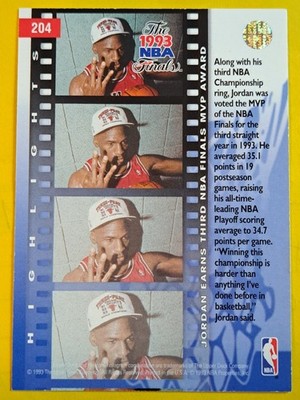 204
The
1993
NBA
Finals
HIGHLIGHTS
JORDAN EARNS THIRD NBA FINALS MVP AWARD
Along with his
third NBA
Championship
ring, Jordan was
voted the MVP
of the NBA
Finals for the
third straight
year in 1993. He
averaged 35.1
points in 19
postseason
games, raising
his all-time-
leading NBA
Playoff scoring
average to 34.7
points per game.
“Winning this
championship is
harder than
anything I've
done before in
basketball,”
Jordan said.
NBA